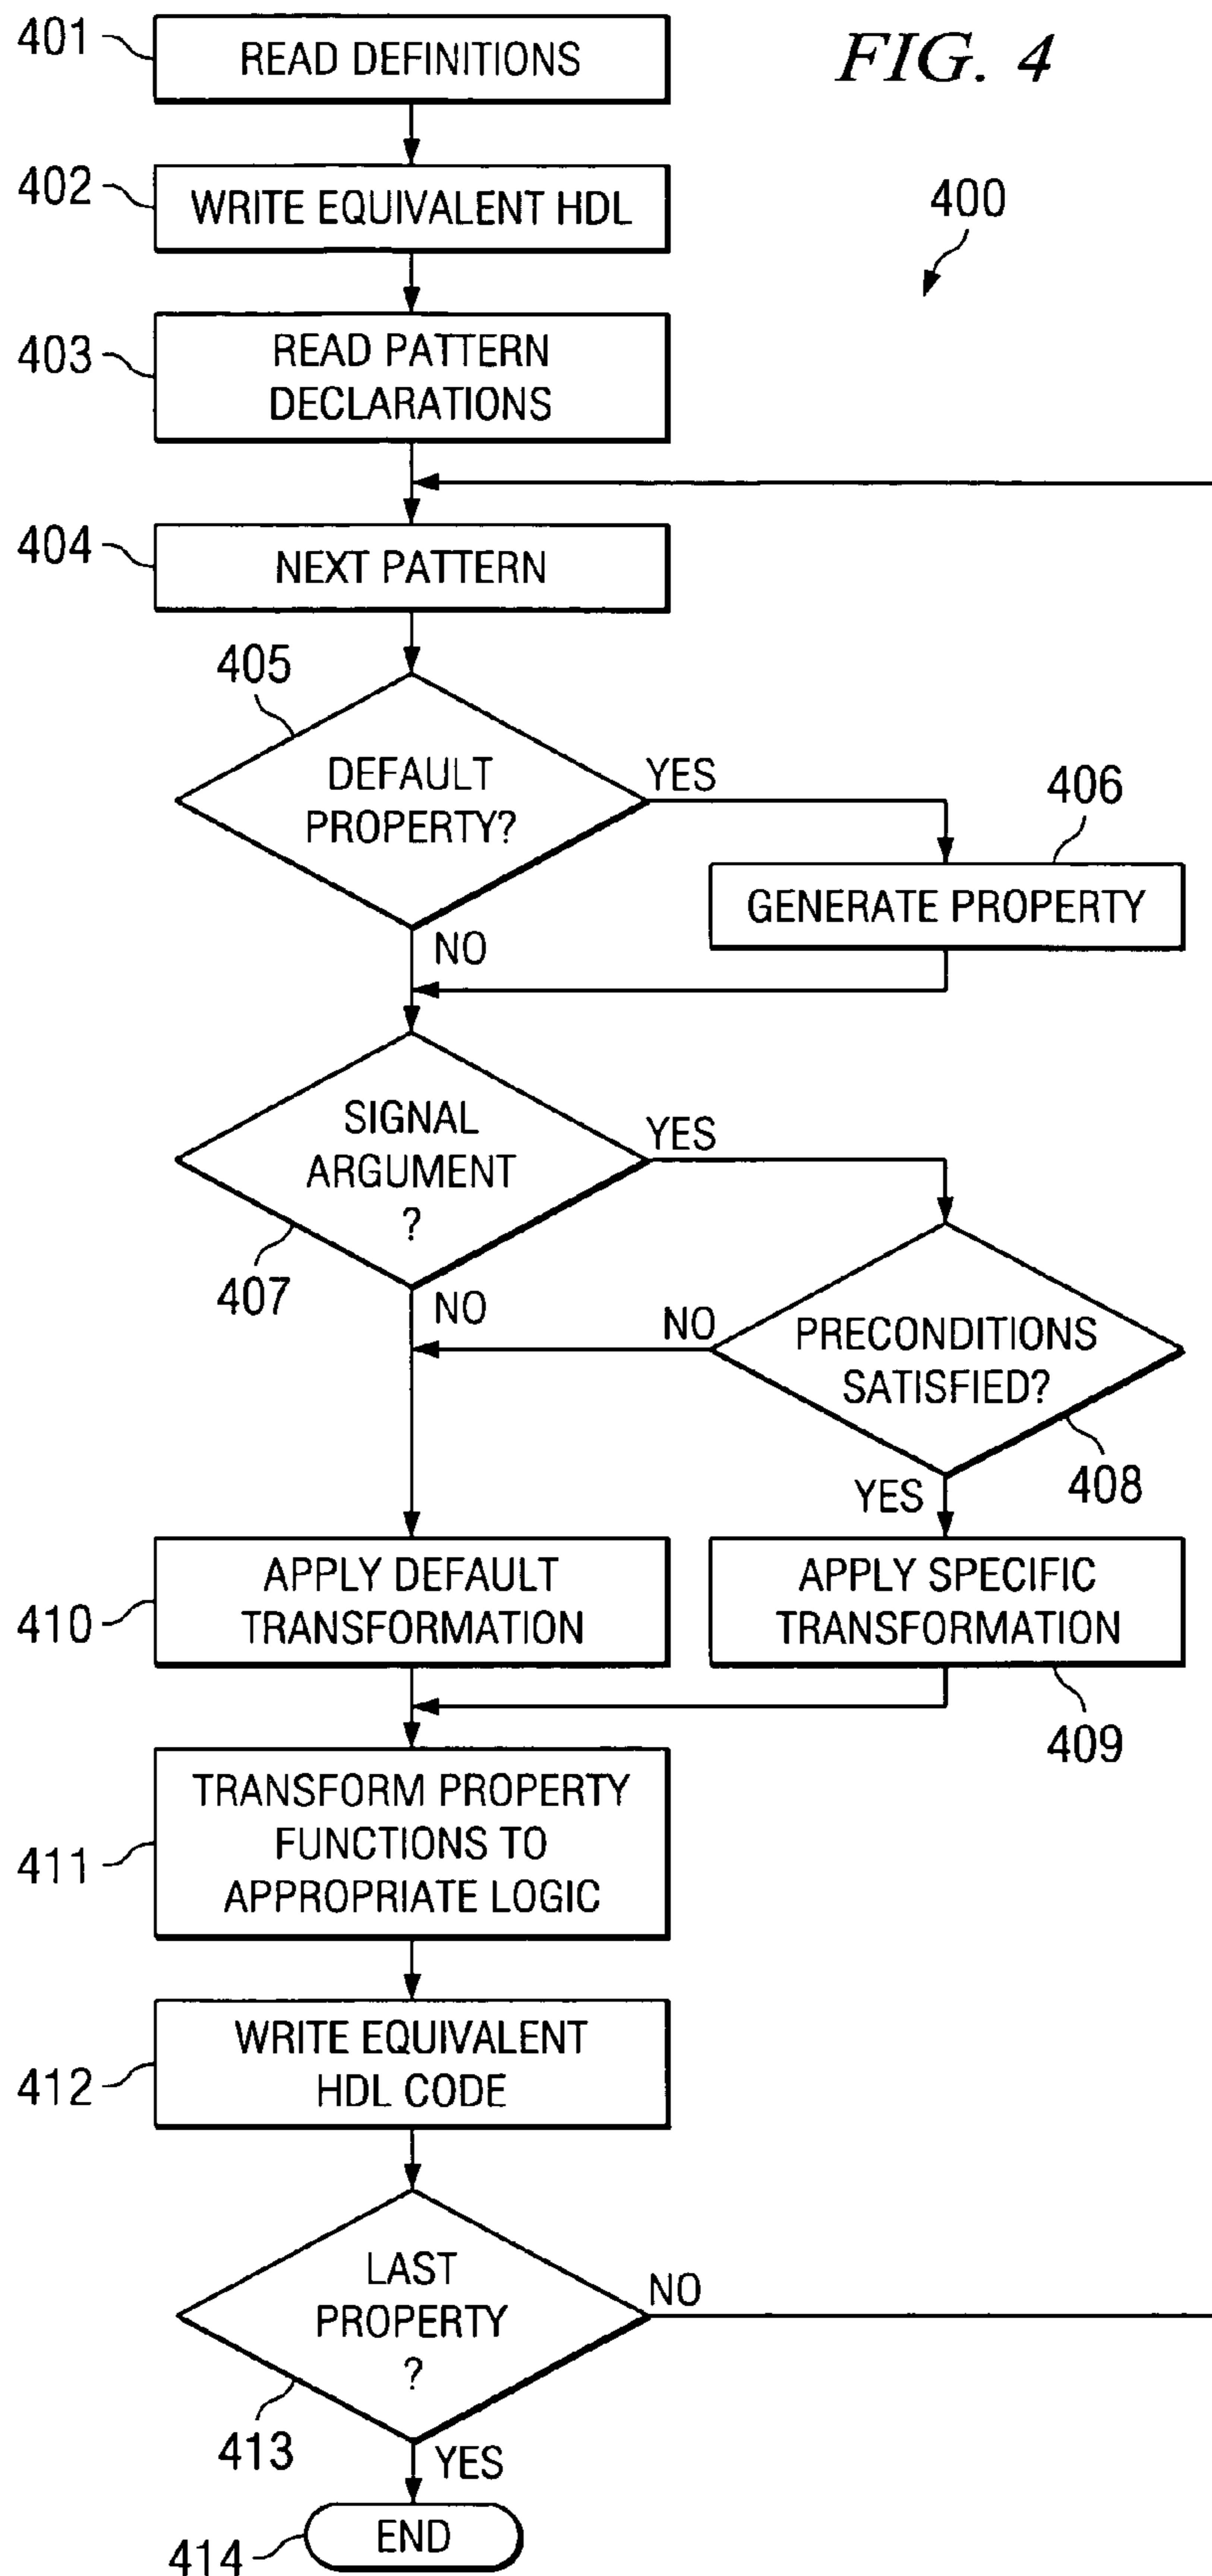 FIG. 4
401
READ DEFINITIONS
402
WRITE EQUIVALENT HDL
400
403
READ PATTERN
DECLARATIONS
404
NEXT PATTERN
405
DEFAULT
PROPERTY?
YES
NO
406
GENERATE PROPERTY
SIGNAL
ARGUMENT
?
407
YES
NO
PRECONDITIONS
SATISFIED?
408
NO
YES
410
APPLY DEFAULT
TRANSFORMATION
APPLY SPECIFIC
TRANSFORMATION
409
411
TRANSFORM PROPERTY
FUNCTIONS TO
APPROPRIATE LOGIC
412
WRITE EQUIVALENT
HDL CODE
LAST
PROPERTY
?
413
NO
YES
414
END